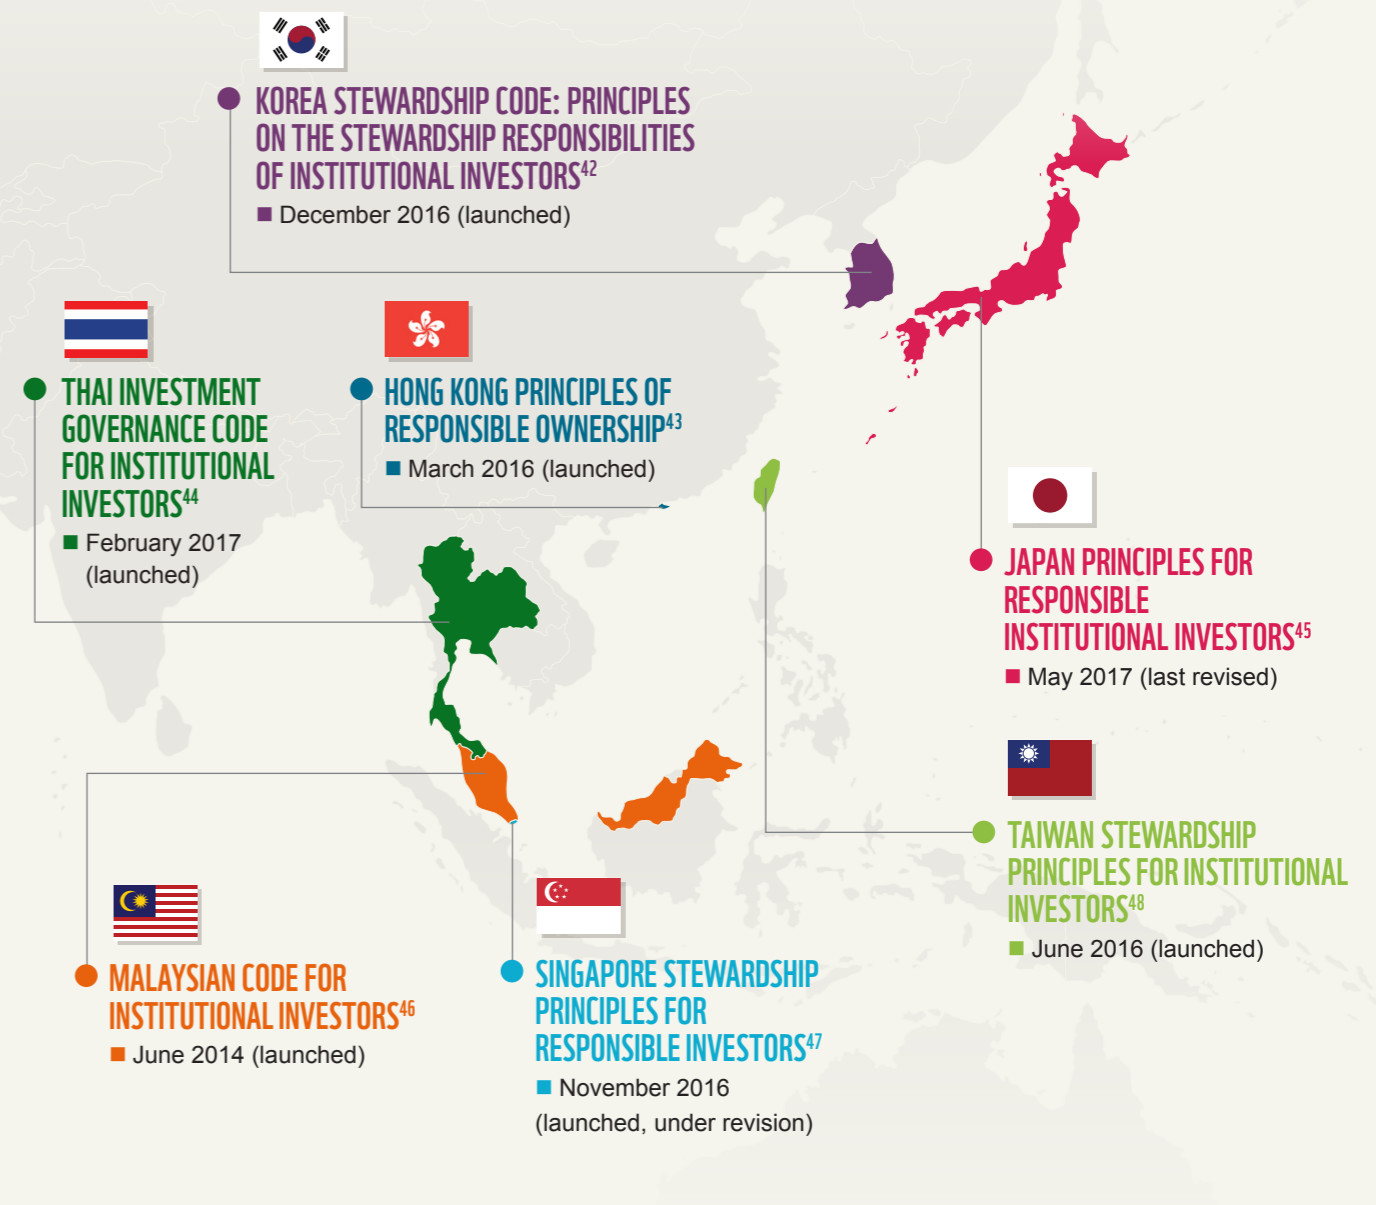 KOREA STEWARDSHIP CODE: PRINCIPLES
ON THE STEWARDSHIP RESPONSIBILITIES
OF INSTITUTIONAL INVESTORS42
December 2016 (launched)
THAI INVESTMENT
GOVERNANCE CODE
FOR INSTITUTIONAL
INVESTORS44
February 2017
(launched)
HONG KONG PRINCIPLES OF
RESPONSIBLE OWNERSHIP43
March 2016 (launched)
JAPAN PRINCIPLES FOR
RESPONSIBLE
INSTITUTIONAL INVESTORS45
May 2017 (last revised)
TAIWAN STEWARDSHIP
PRINCIPLES FOR INSTITUTIONAL
INVESTORS48
June 2016 (launched)
MALAYSIAN CODE FOR
INSTITUTIONAL INVESTORS46
June 2014 (launched)
SINGAPORE STEWARDSHIP
PRINCIPLES FOR
RESPONSIBLE INVESTORS47
November 2016
(launched, under revision)